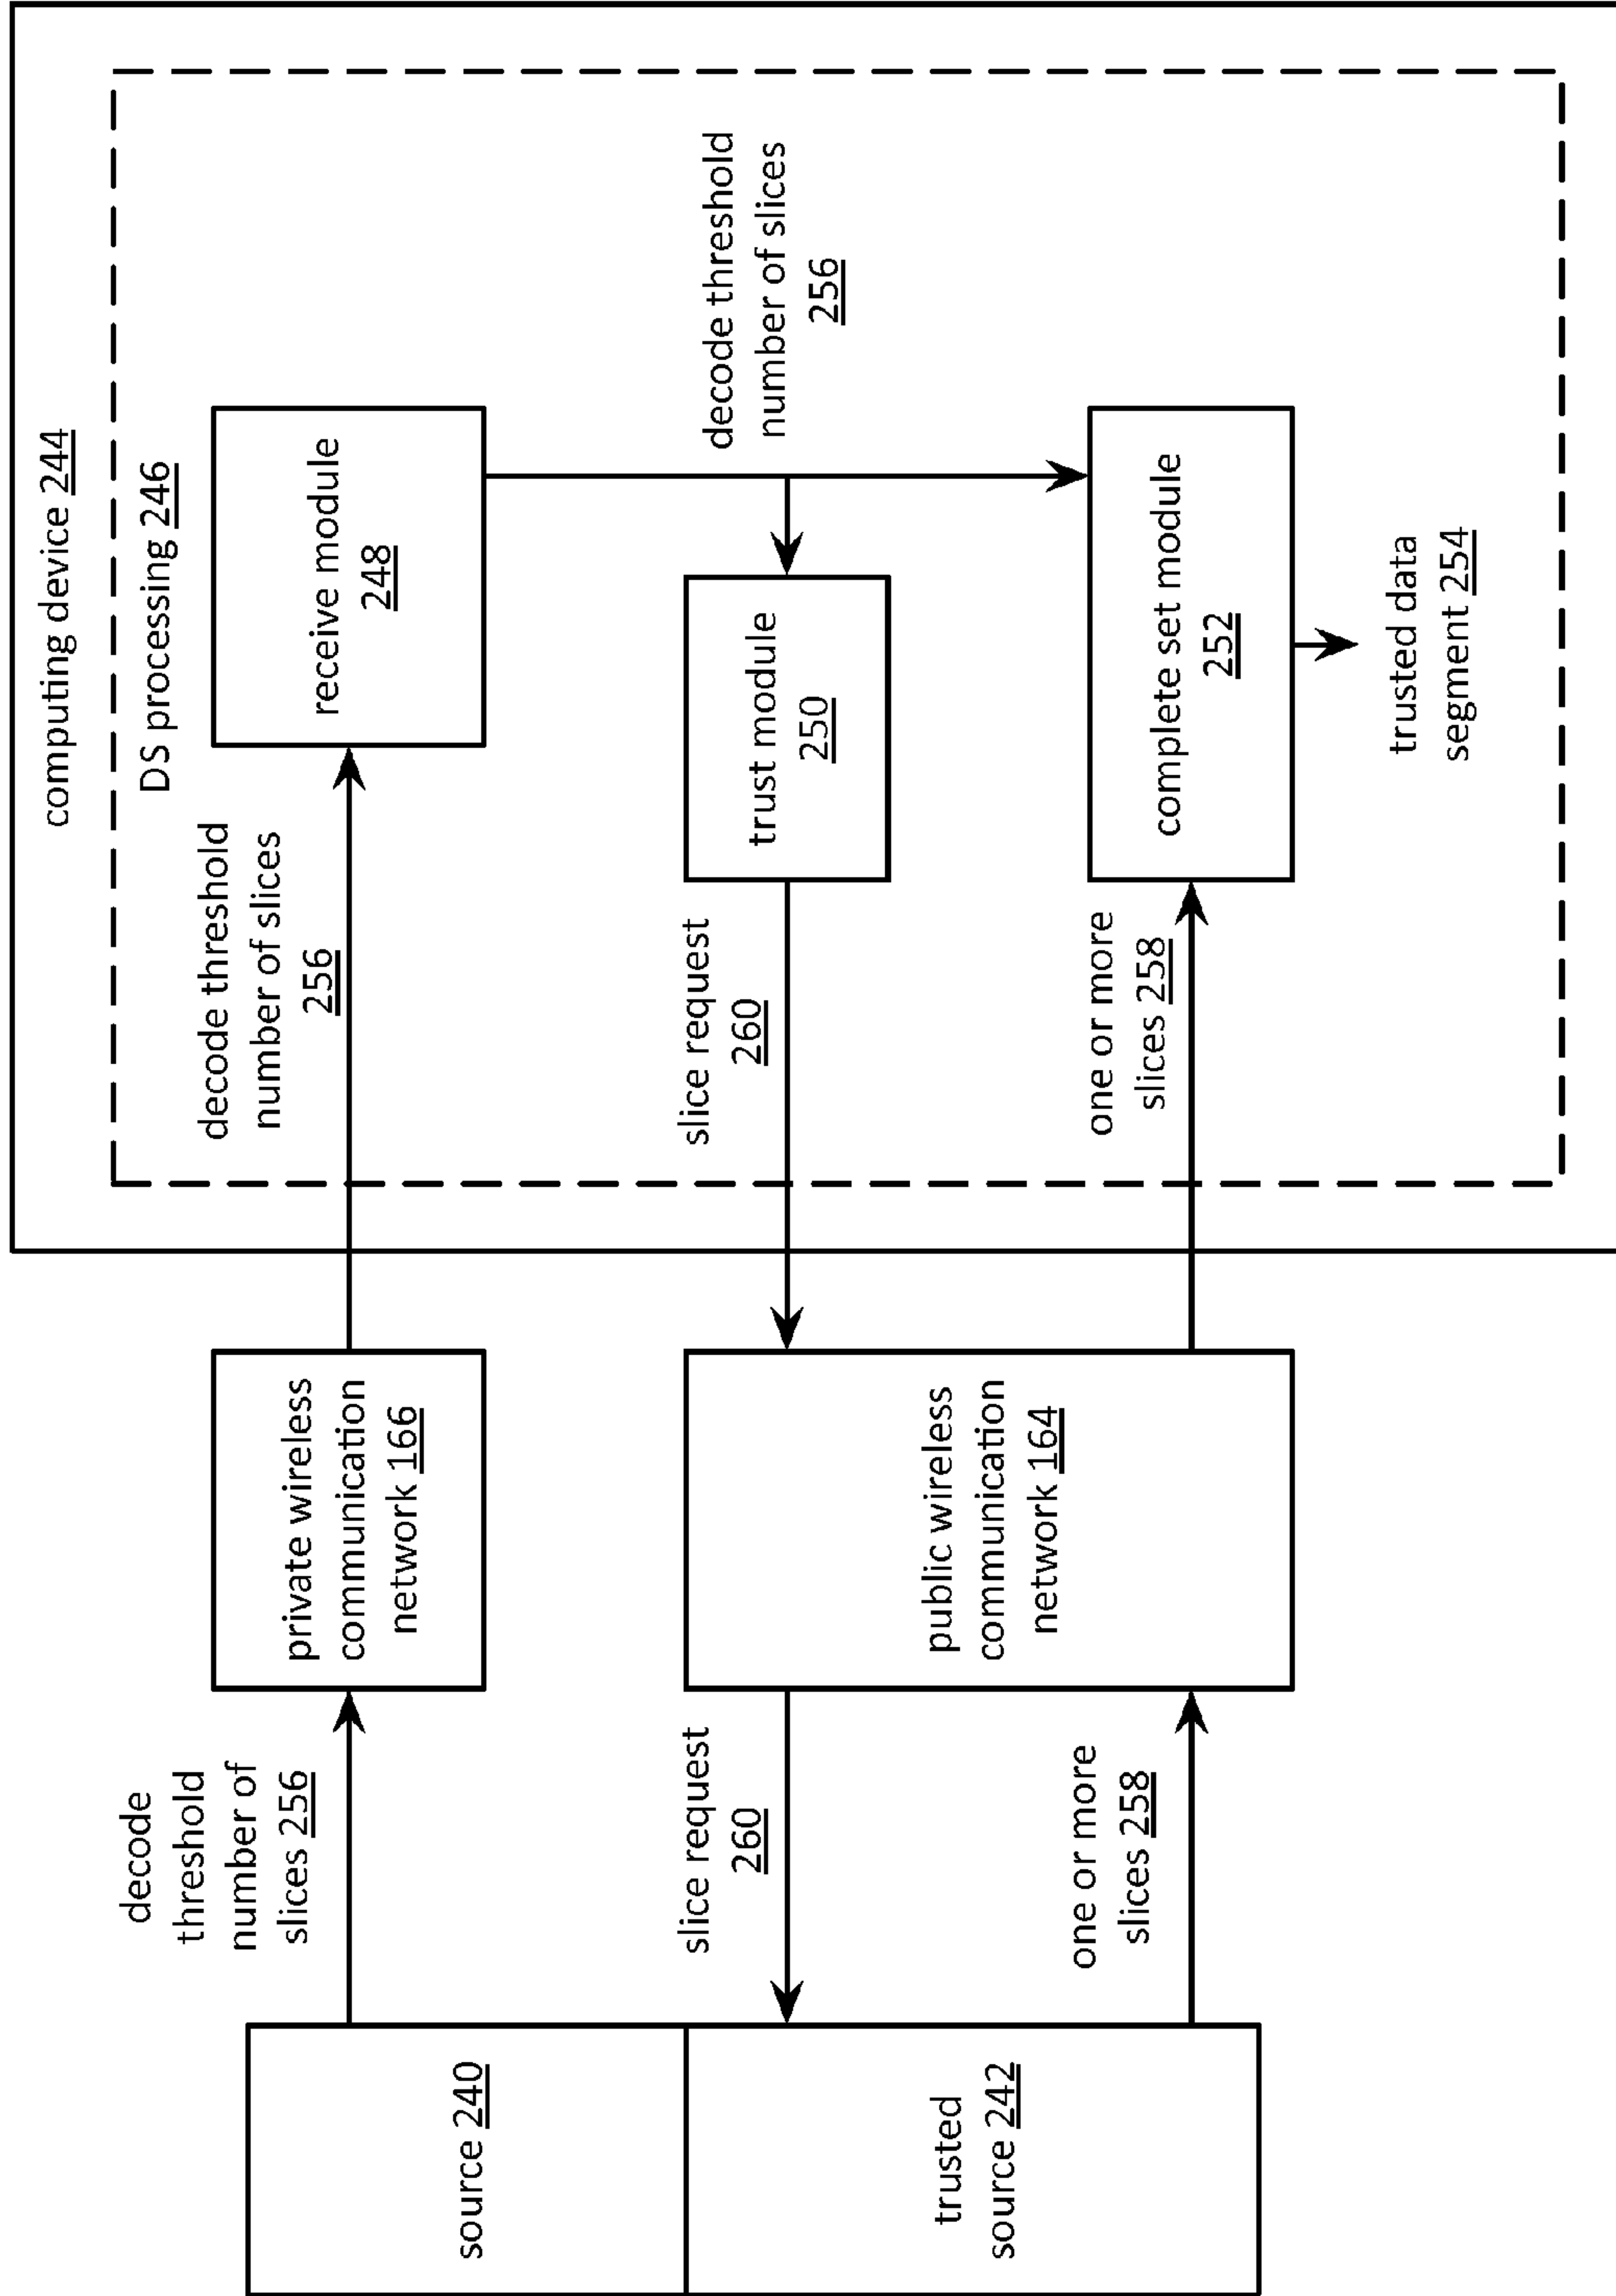 computing device 244
DS processing 246
decode
threshold
number of
slices 256
private wireless
communication
network 166
decode threshold
number of slices
256
receive module
248
source 240
trusted
source 242
slice request
260
public wireless
communication
network 164
slice request
260
trust module
250
decode threshold
number of slices
256
one or more
slices 258
one or more
slices 258
complete set module
252
trusted data
segment 254